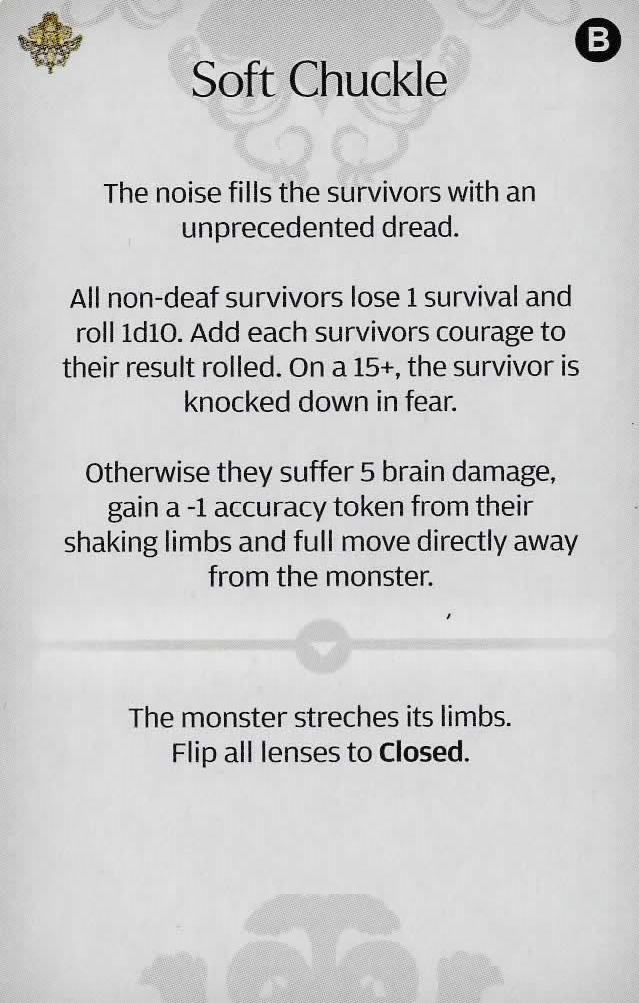 B
Soft Chuckle
The noise fills the survivors with an
unprecedented dread.
All non-deaf survivors lose 1 survival and
roll 1d10. Add each survivors courage to
their result rolled. On a 15+, the survivor is
knocked down in fear.
Otherwise they suffer 5 brain damage,
gain a -1 accuracy token from their
shaking limbs and full move directly away
from the monster.
The monster streches its limbs.
Flip all lenses to Closed.